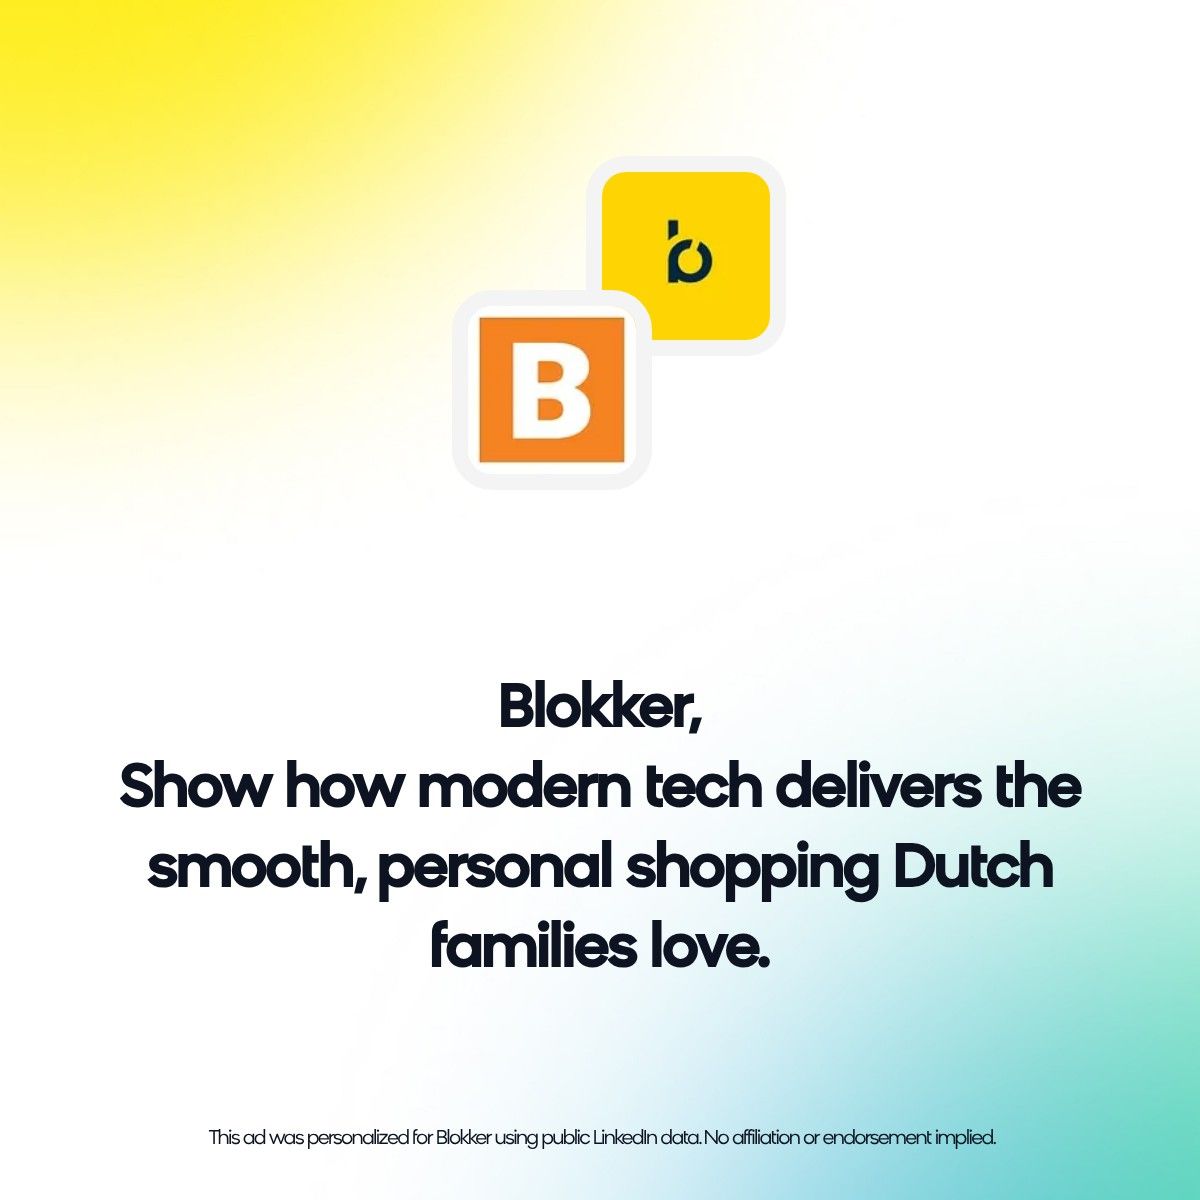 b
B
Blokker,
Show how modern tech delivers the
smooth, personal shopping Dutch
families love.
This ad was personalized for Blokker using public LinkedIn data. No affiliation or endorsement implied.